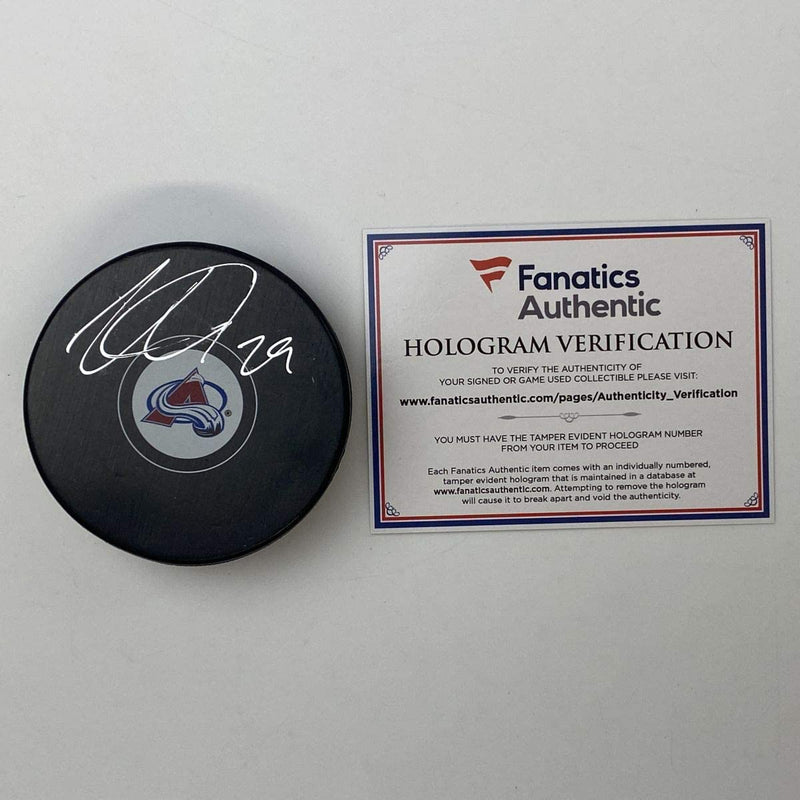 29
®
Fanatics
Authentic
HOLOGRAM VERIFICATION
TO VERIFY THE AUTHENTICITY OF
YOUR SIGNED OR GAME USED COLLECTIBLE PLEASE VISIT:
www.fanaticsauthentic.com/pages/Authenticity_Verification
YOU MUST HAVE THE TAMPER EVIDENT HOLOGRAM NUMBER
FROM YOUR ITEM TO PROCEED
Each Fanatics Authentic item comes with an individually numbered,
tamper evident hologram that is maintained in a database at
www.fanaticsauthentic.com. Attempting to remove the hologram
will cause it to break apart and void the authenticity.